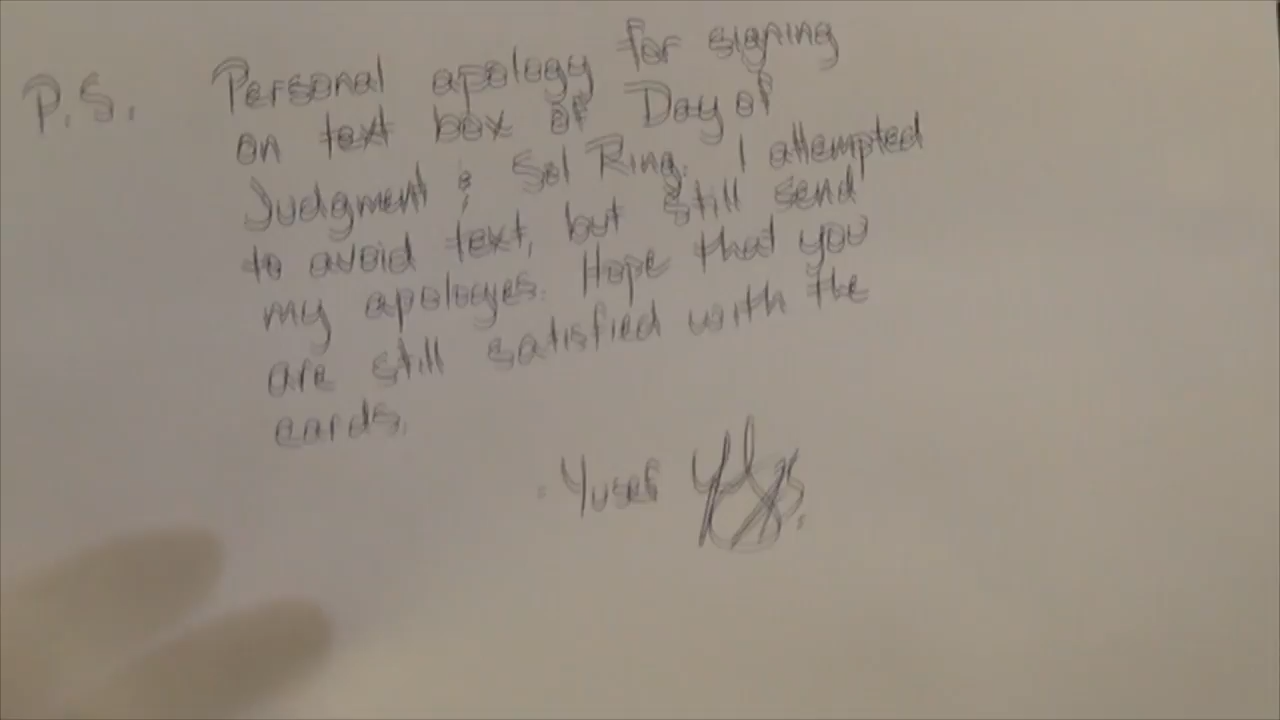 P.S. Personal apology for signing
on text box of Day of
Judgment & Sol Ring. I attempted
to avoid text, but still send
my apologyes. Hope that you
are still satisfied with the
cards.
Yusef